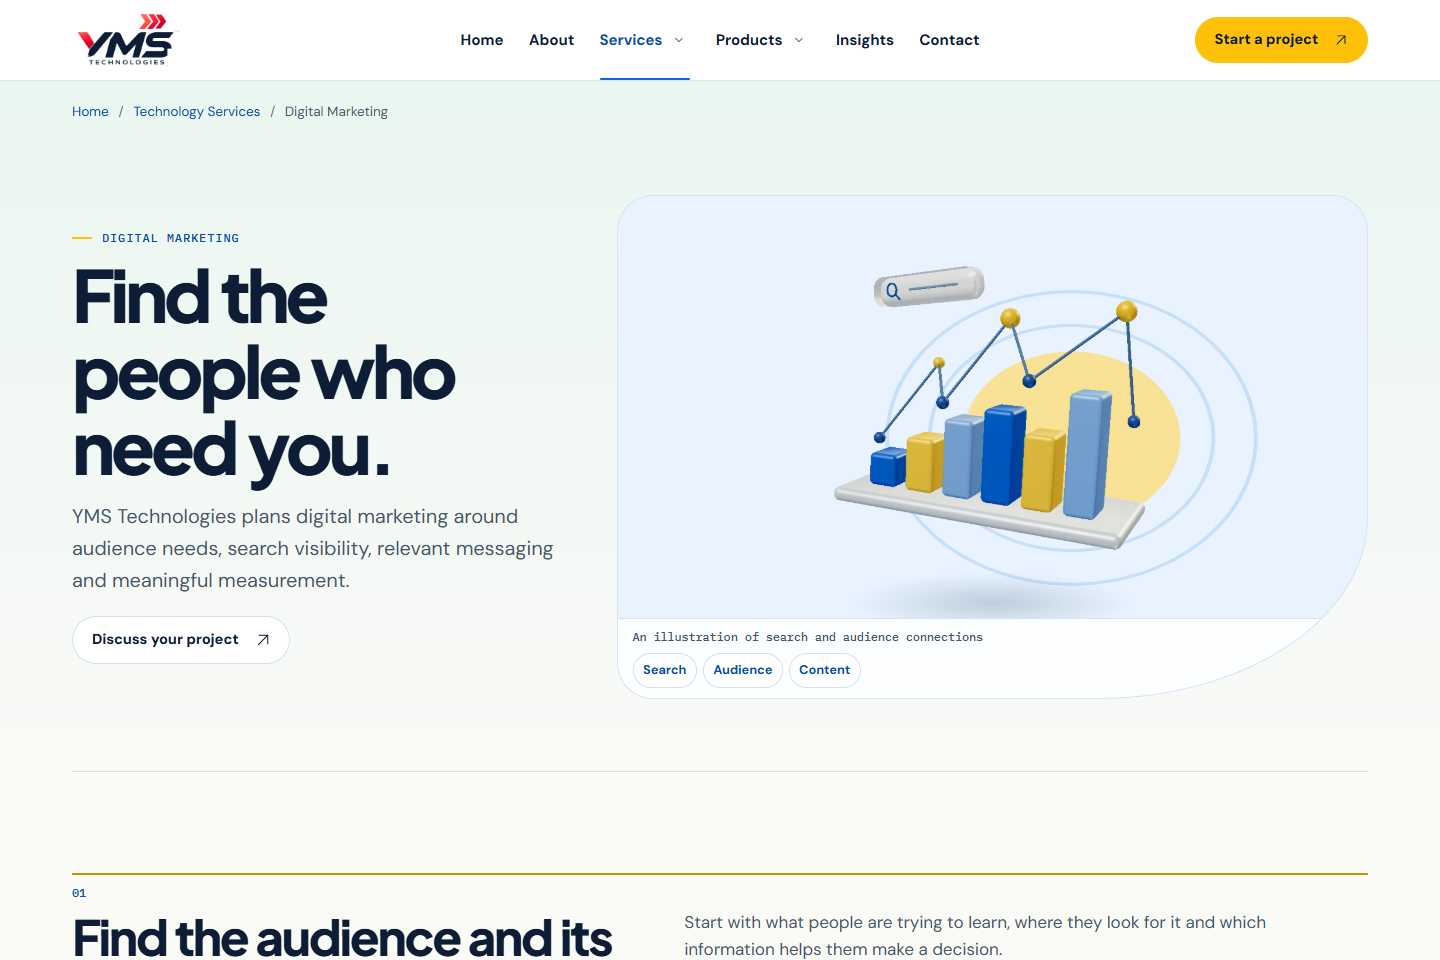 YMS
TECHNOLOGIES
Home About Services Products Insights Contact
Start a project
Home / Technology Services / Digital Marketing
DIGITAL MARKETING
Find the
people who
need you.
YMS Technologies plans digital marketing around
audience needs, search visibility, relevant messaging
and meaningful measurement.
Discuss your project
An illustration of search and audience connections
Search Audience Content
01
Find the audience and its
Start with what people are trying to learn, where they look for it and which
information helps them make a decision.